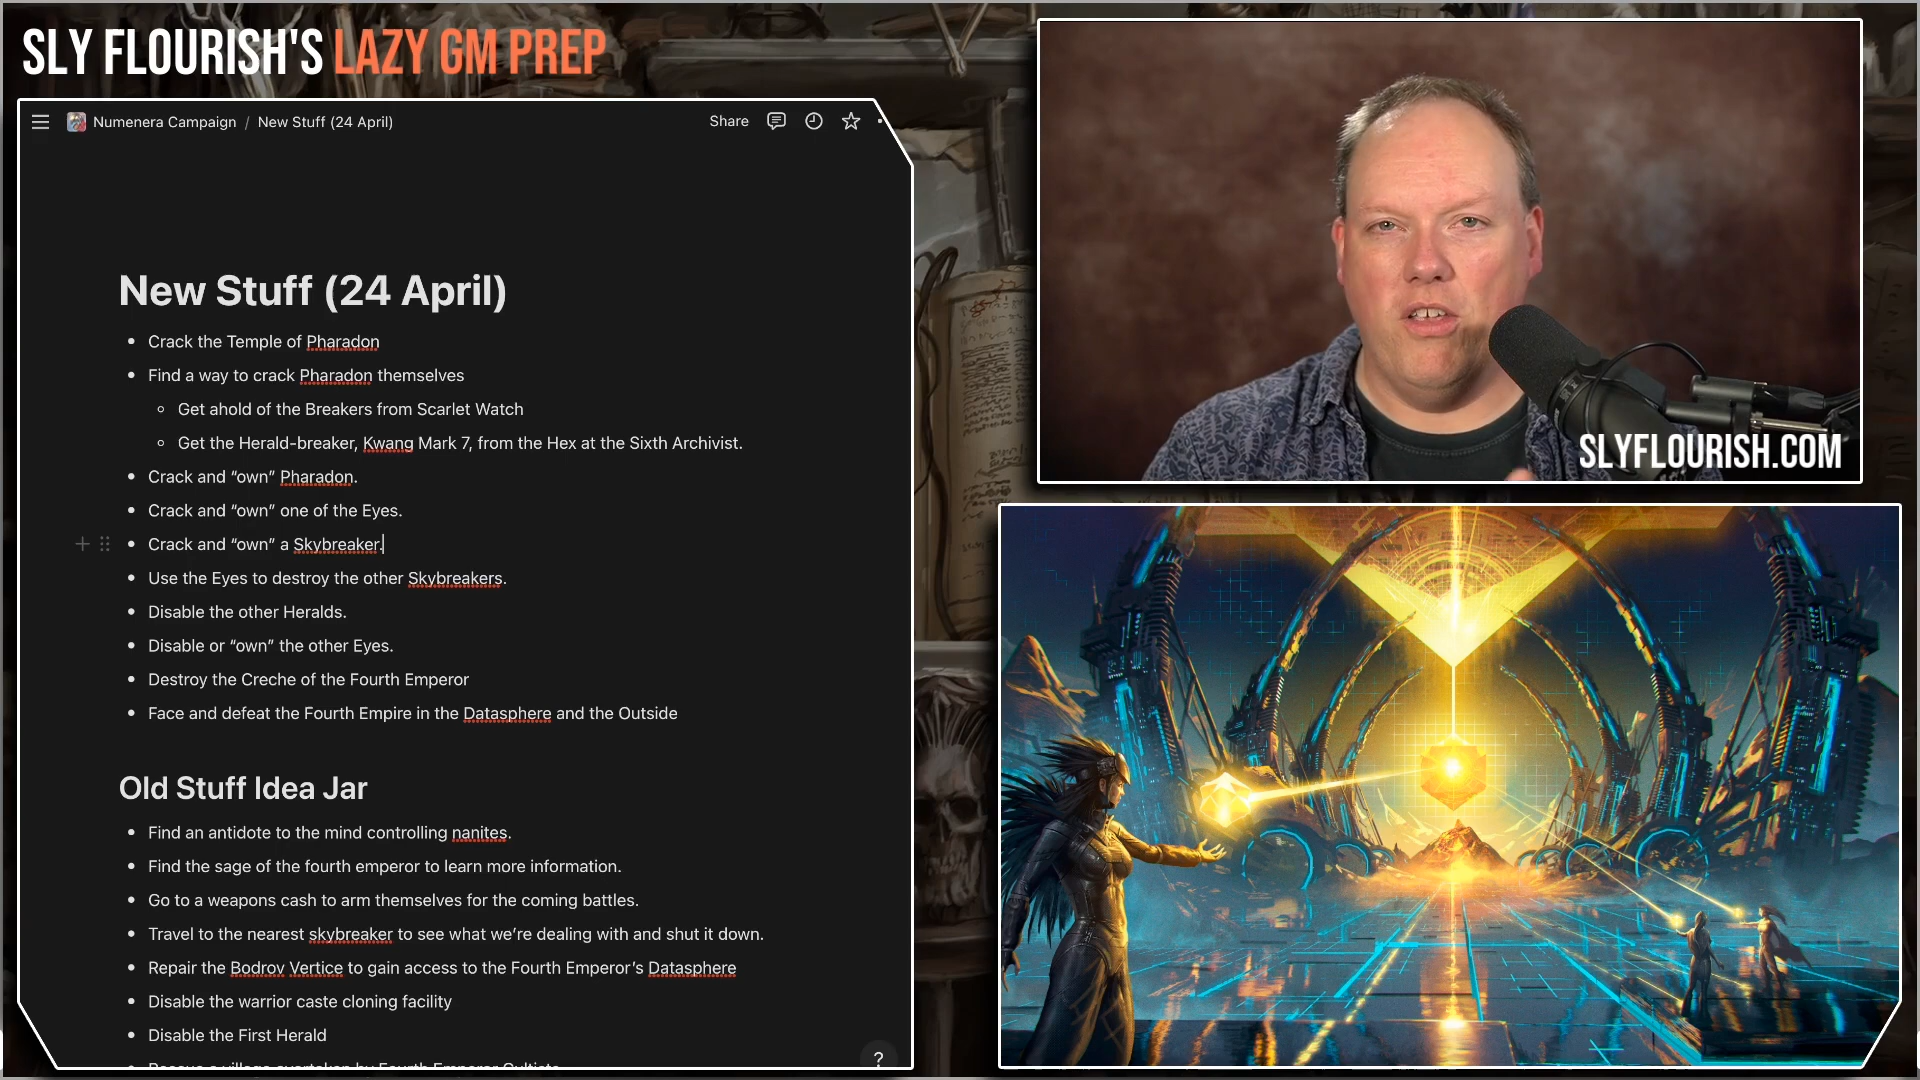 SLY FLOURISH'S LAZY GM PREP
Numenera Campaign / New Stuff (24 April)
Share
New Stuff (24 April)
• Crack the Temple of Pharadon
• Find a way to crack Pharadon themselves
◦ Get ahold of the Breakers from Scarlet Watch
◦ Get the Herald-breaker, Kwang Mark 7, from the Hex at the Sixth Archivist.
• Crack and “own” Pharadon.
• Crack and “own” one of the Eyes.
• Crack and “own” a Skybreaker.
• Use the Eyes to destroy the other Skybreakers.
• Disable the other Heralds.
• Disable or “own” the other Eyes.
• Destroy the Creche of the Fourth Emperor
• Face and defeat the Fourth Empire in the Datasphere and the Outside
Old Stuff Idea Jar
• Find an antidote to the mind controlling nanites.
• Find the sage of the fourth emperor to learn more information.
• Go to a weapons cash to arm themselves for the coming battles.
• Travel to the nearest skybreaker to see what we’re dealing with and shut it down.
• Repair the Bodrov Vertice to gain access to the Fourth Emperor’s Datasphere
• Disable the warrior caste cloning facility
• Disable the First Herald
?
SLYFLOURISH.COM